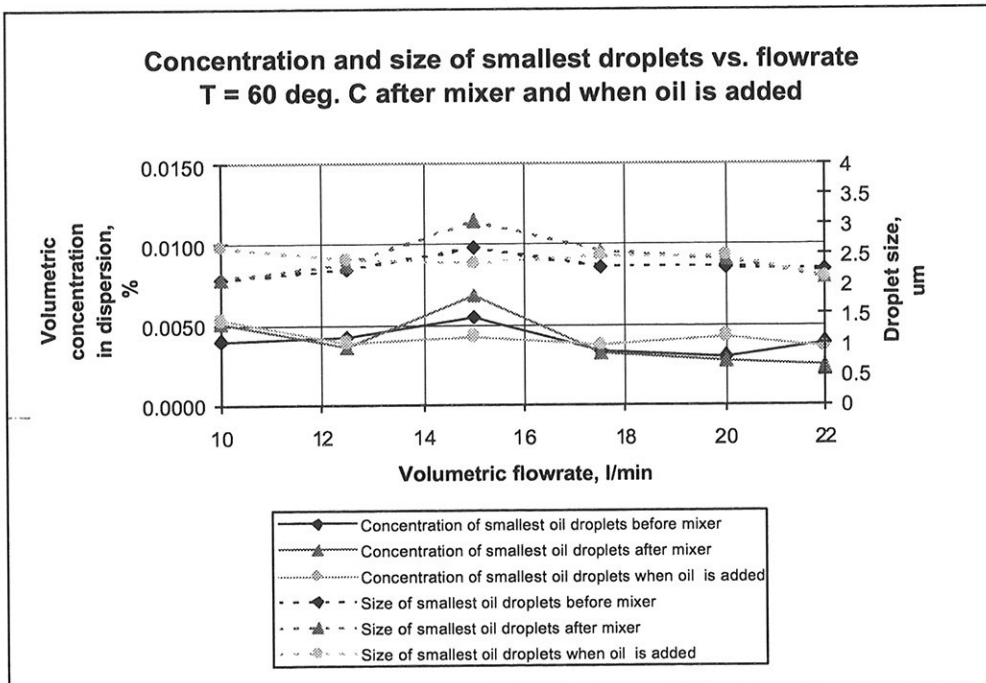 Concentration and size of smallest droplets vs. flowrate
T = 60 deg. C after mixer and when oil is added
Volumetric
concentration
in dispersion,
%
0.0150
0.0100
0.0050
0.0000
4
3.5
3
2.5
2
1.5
1
0.5
0
Droplet size,
um
10 12 14 16 18 20 22
Volumetric flowrate, l/min
Concentration of smallest oil droplets before mixer
Concentration of smallest oil droplets after mixer
Concentration of smallest oil droplets when oil is added
Size of smallest oil droplets before mixer
Size of smallest oil droplets after mixer
Size of smallest oil droplets when oil is added